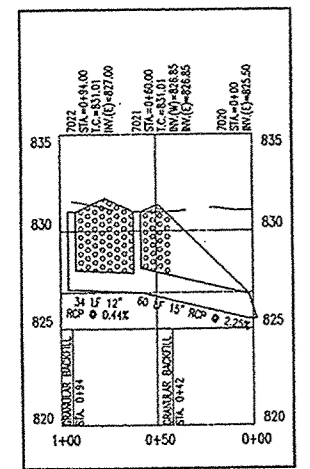 7022
STA.=0+94.00
T.C.=831.01
INV.(E)=827.00
7021
STA.=0+60.00
T.C.=831.01
INV.(W)=826.85
INV.(E)=826.85
7020
STA.=0+00
INV.(E)=825.50
835
835
830
830
34 LF 12"
RCP @ 0.44%
60 LF 15" RCP @ 2.25%
825
825
GRANULAR BACKFILL
STA. 0+94
GRANULAR BACKFILL
STA. 0+42
820
820
1+00
0+50
0+00